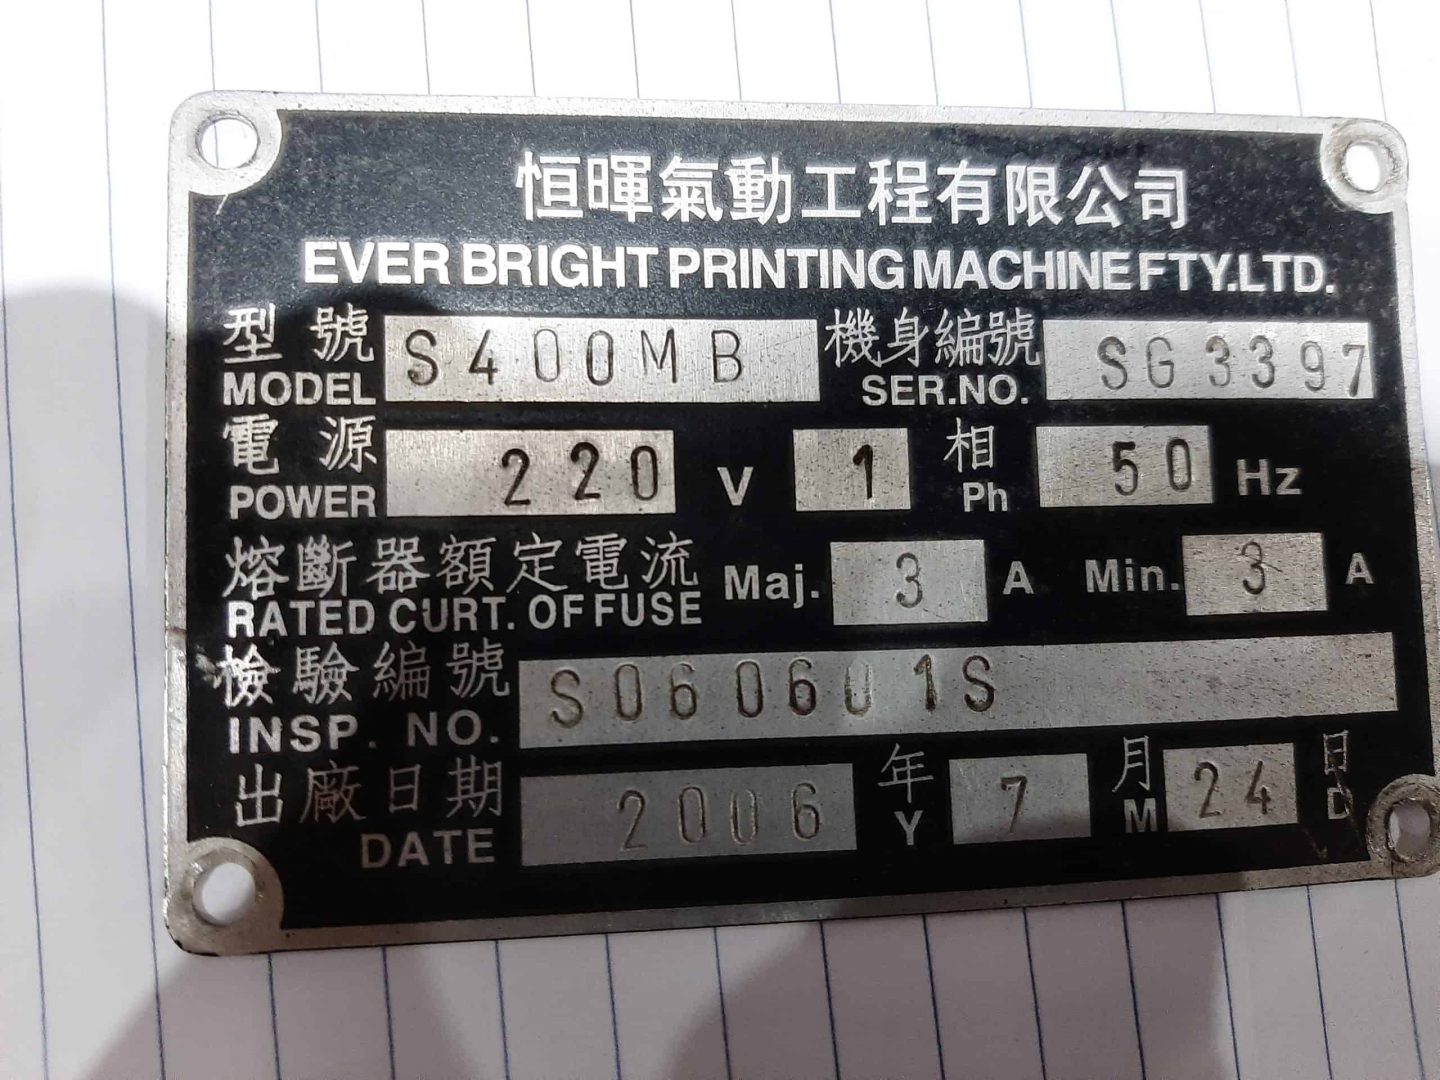 恒暉氣動工程有限公司
EVER BRIGHT PRINTING MACHINE FTY.LTD.
型號 S400MB 機身編號 SG3397
MODEL SER.NO.
電源 220 V 1 相 50 Hz
POWER Ph
熔斷器額定電流 Maj. 3 A Min. 3 A
RATED CURT. OF FUSE
檢驗編號 S060601S
INSP. NO.
出廠日期 2006 年 7 月 24 日
DATE Y M D